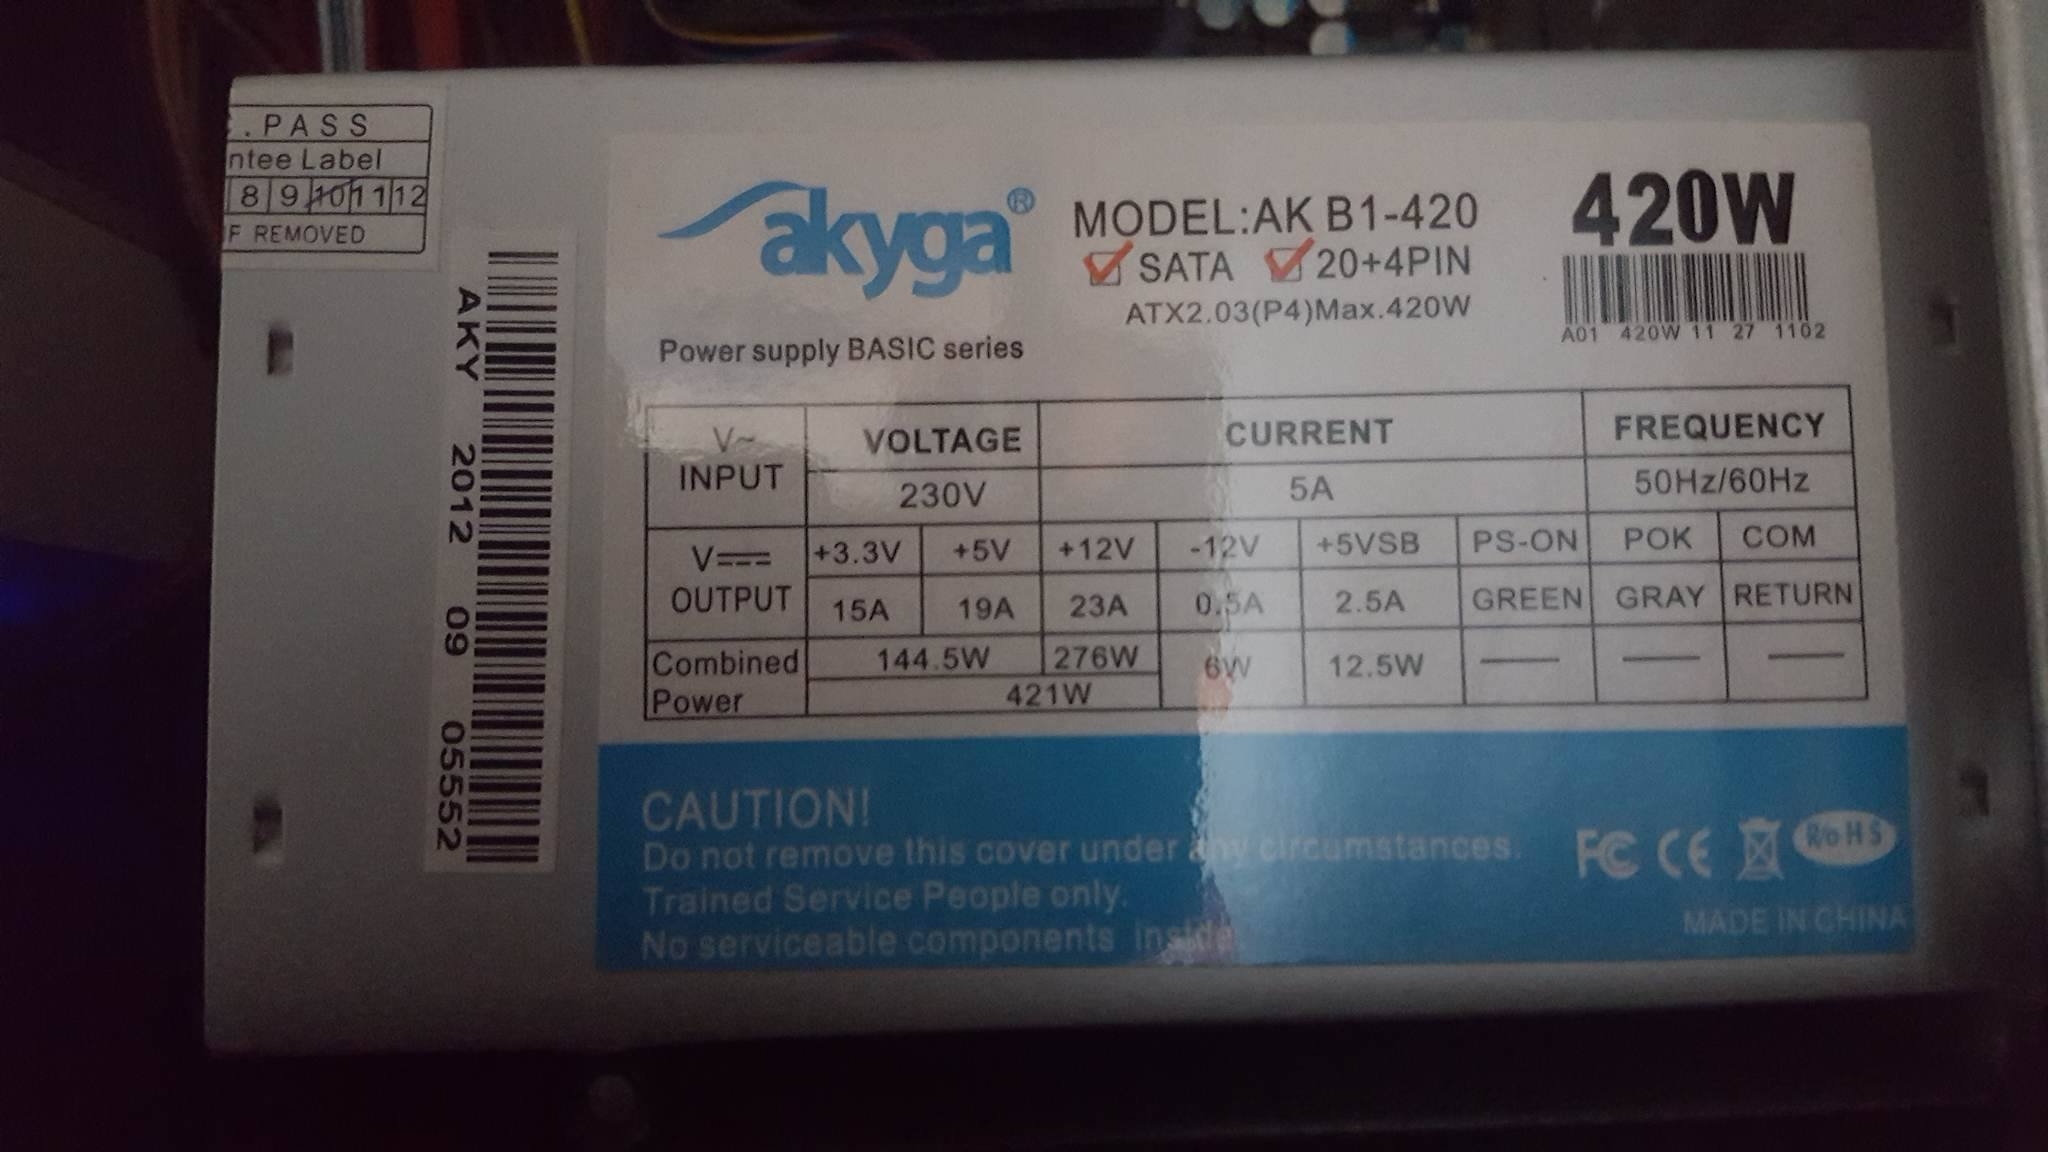 . PASS
ntee Label
8 9 10 11 12
F REMOVED
AKY 2012 09 05552
akyga®
MODEL:AK B1-420
SATA 20+4PIN
ATX2.03(P4)Max.420W
Power supply BASIC series
420W
A01 420W 11 27 1102
V~ INPUT VOLTAGE CURRENT FREQUENCY
230V 5A 50Hz/60Hz
V⎓ OUTPUT +3.3V +5V +12V -12V +5VSB PS-ON POK COM
15A 19A 23A 0.5A 2.5A GREEN GRAY RETURN
Combined Power 144.5W 276W 6W 12.5W —— —— ——
421W
CAUTION!
Do not remove this cover under any circumstances.
Trained Service People only.
No serviceable components inside.
FC CE RoHS
MADE IN CHINA